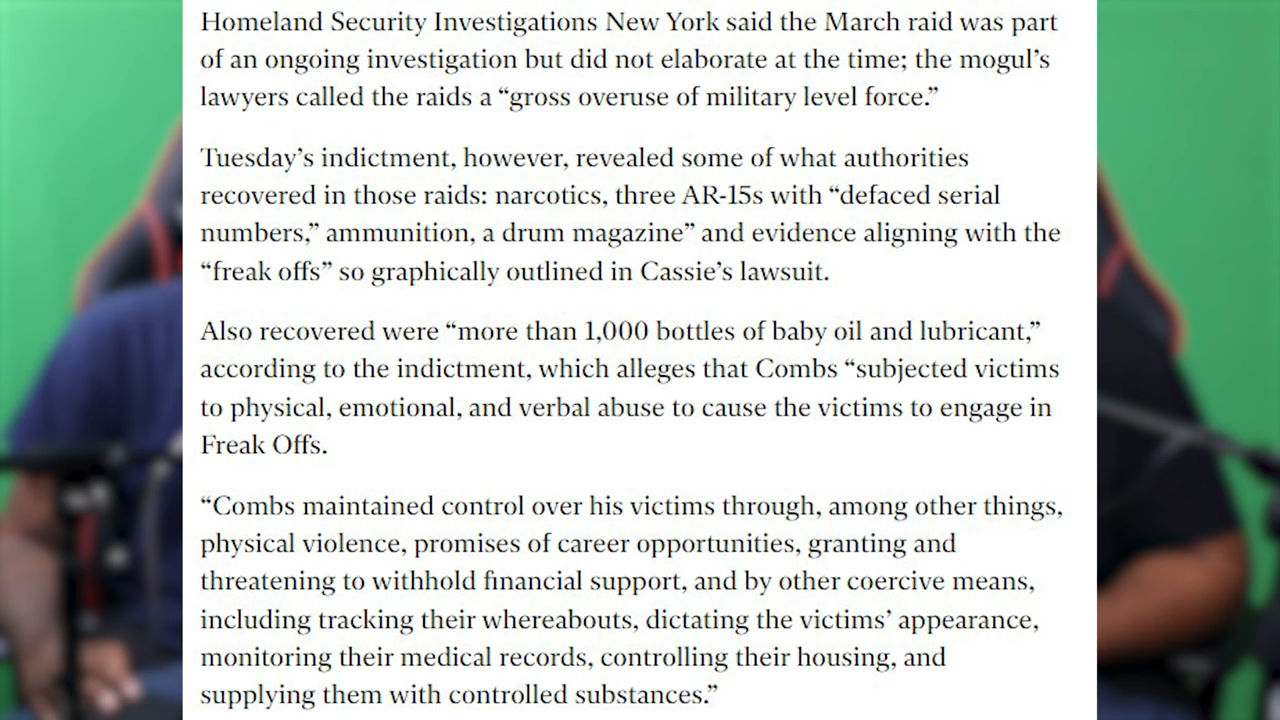 Homeland Security Investigations New York said the March raid was part
of an ongoing investigation but did not elaborate at the time; the mogul’s
lawyers called the raids a “gross overuse of military level force.”
Tuesday’s indictment, however, revealed some of what authorities
recovered in those raids: narcotics, three AR-15s with “defaced serial
numbers,” ammunition, a drum magazine” and evidence aligning with the
“freak offs” so graphically outlined in Cassie’s lawsuit.
Also recovered were “more than 1,000 bottles of baby oil and lubricant,”
according to the indictment, which alleges that Combs “subjected victims
to physical, emotional, and verbal abuse to cause the victims to engage in
Freak Offs.
“Combs maintained control over his victims through, among other things,
physical violence, promises of career opportunities, granting and
threatening to withhold financial support, and by other coercive means,
including tracking their whereabouts, dictating the victims’ appearance,
monitoring their medical records, controlling their housing, and
supplying them with controlled substances.”